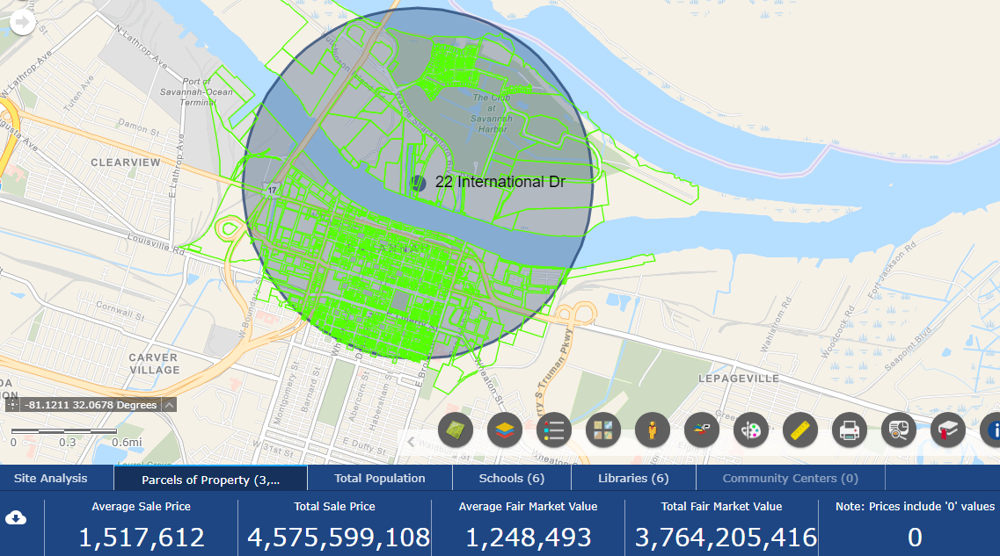 N-Lathrop-Ave
N-Lathrop-Ave
Tuten Ave
Port of
Savannah-Ocean
Terminal
Damon St
CLEARVIEW
E Lathrop-Ave
Louisville Rd
17
The Club
at
Savannah
Harbor
22 International Dr
Cornwall St
CARVER
VILLAGE
Fort Jackson Rd
Wahlstrom Rd
Woodcock Rd
Seapoint Blvd
LEPAGEVILLE
E Liberty St
Wheaton St
Montgomery St
Barnard St
Abercorn St
Habersham St
W 31st St
E Duffy St
-81.1211 32.0678 Degrees
0 0.3 0.6mi
Site Analysis Parcels of Property (3,... Total Population Schools (6) Libraries (6) Community Centers (0)
Average Sale Price Total Sale Price Average Fair Market Value Total Fair Market Value Note: Prices include '0' values
1,517,612 4,575,599,108 1,248,493 3,764,205,416 0